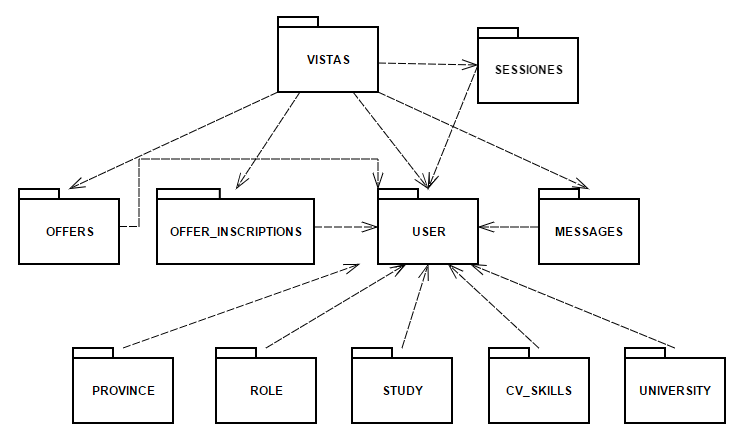 VISTAS
SESSIONES
OFFERS
OFFER_INSCRIPTIONS
USER
MESSAGES
PROVINCE
ROLE
STUDY
CV_SKILLS
UNIVERSITY